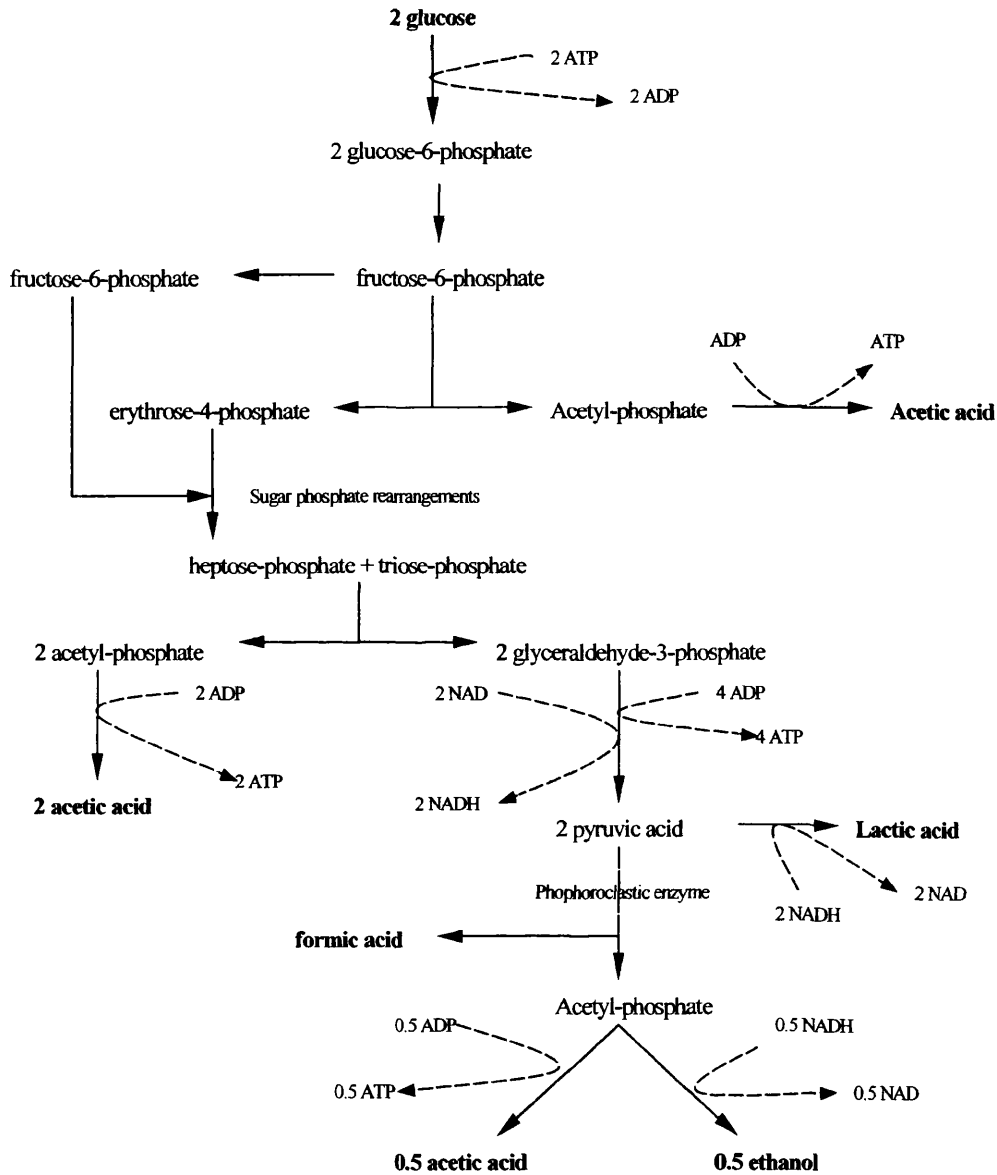 2 glucose
2 ATP
2 ADP
2 glucose-6-phosphate
fructose-6-phosphate
fructose-6-phosphate
ADP
ATP
erythrose-4-phosphate
Acetyl-phosphate
Acetic acid
Sugar phosphate rearrangements
heptose-phosphate + triose-phosphate
2 acetyl-phosphate
2 glyceraldehyde-3-phosphate
2 ADP
2 NAD
4 ADP
4 ATP
2 ATP
2 NADH
2 acetic acid
2 pyruvic acid
Lactic acid
Phophoroclastic enzyme
2 NADH
2 NAD
formic acid
Acetyl-phosphate
0.5 ADP
0.5 NADH
0.5 ATP
0.5 NAD
0.5 acetic acid
0.5 ethanol